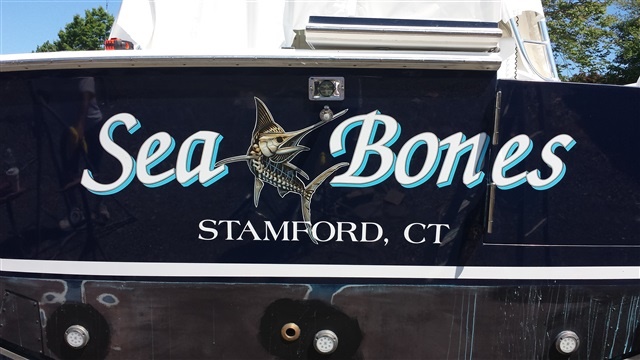 Sea Bones
STAMFORD, CT